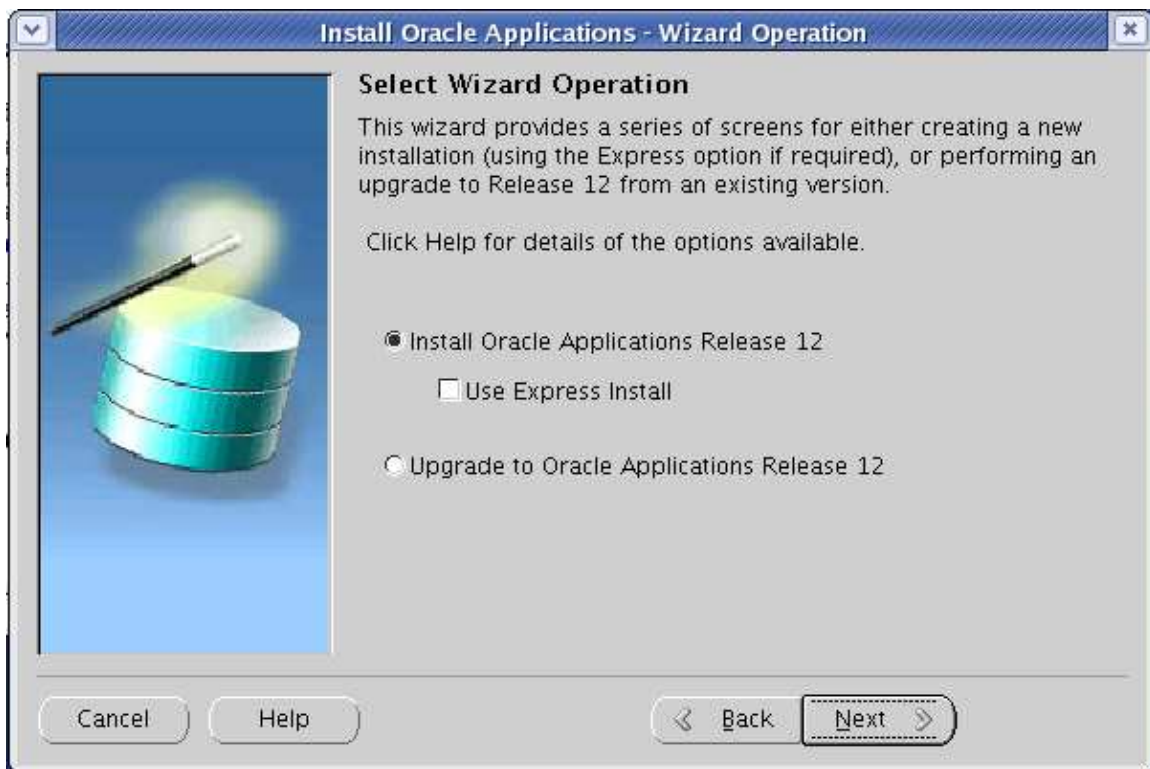 Install Oracle Applications - Wizard Operation
Select Wizard Operation
This wizard provides a series of screens for either creating a new
installation (using the Express option if required), or performing an
upgrade to Release 12 from an existing version.
Click Help for details of the options available.
Install Oracle Applications Release 12
Use Express Install
Upgrade to Oracle Applications Release 12
Cancel Help Back Next